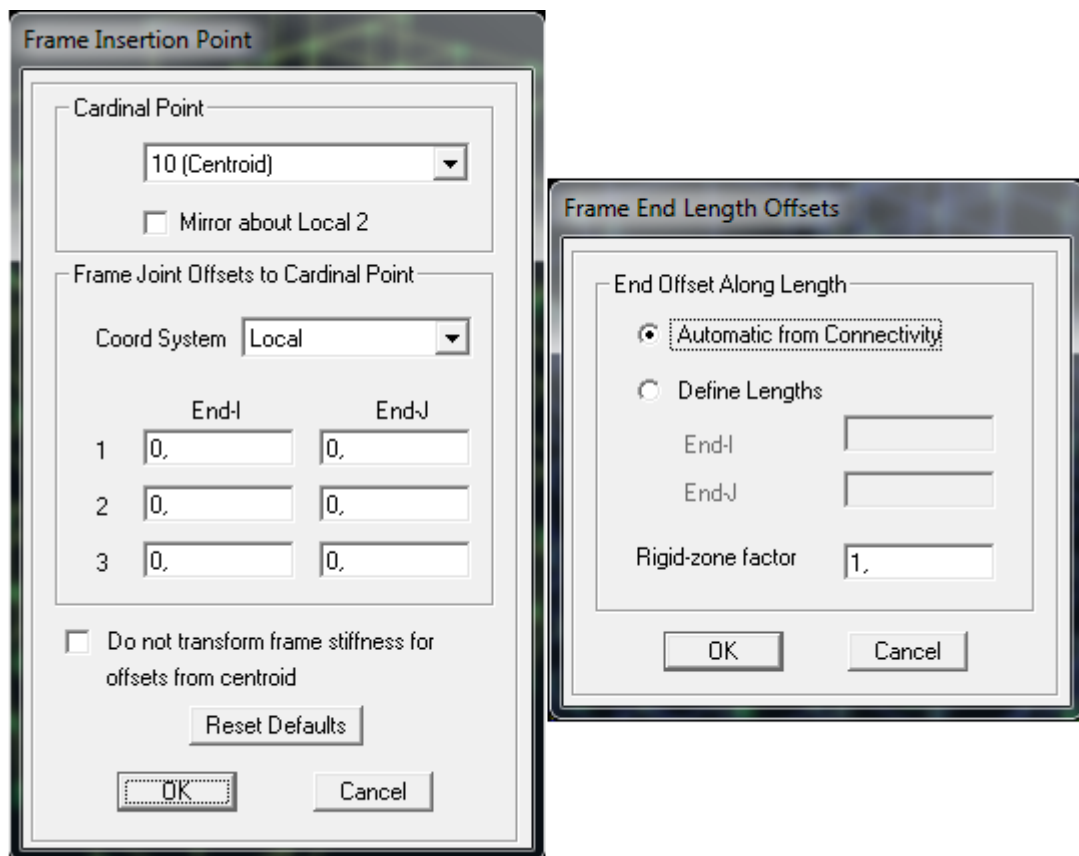 Frame Insertion Point
Cardinal Point
10 (Centroid)
Mirror about Local 2
Frame Joint Offsets to Cardinal Point
Coord System Local
End-I End-J
1 0, 0,
2 0, 0,
3 0, 0,
Do not transform frame stiffness for
offsets from centroid
Reset Defaults
OK Cancel
Frame End Length Offsets
End Offset Along Length
Automatic from Connectivity
Define Lengths
End-I
End-J
Rigid-zone factor 1,
OK Cancel